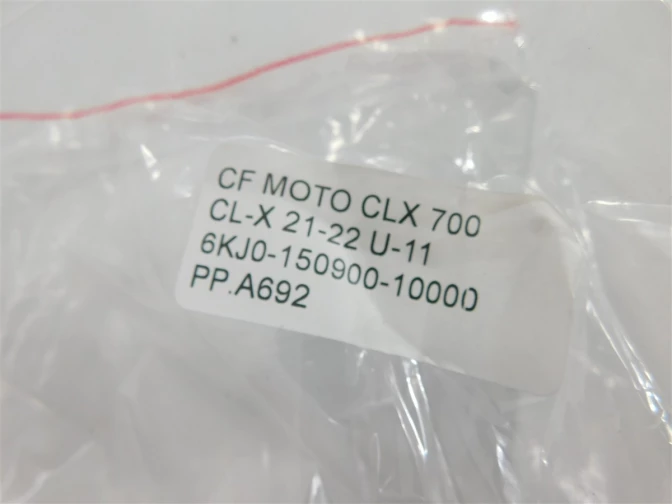 CF MOTO CLX 700
CL-X 21-22 U-11
6KJ0-150900-10000
PP.A692